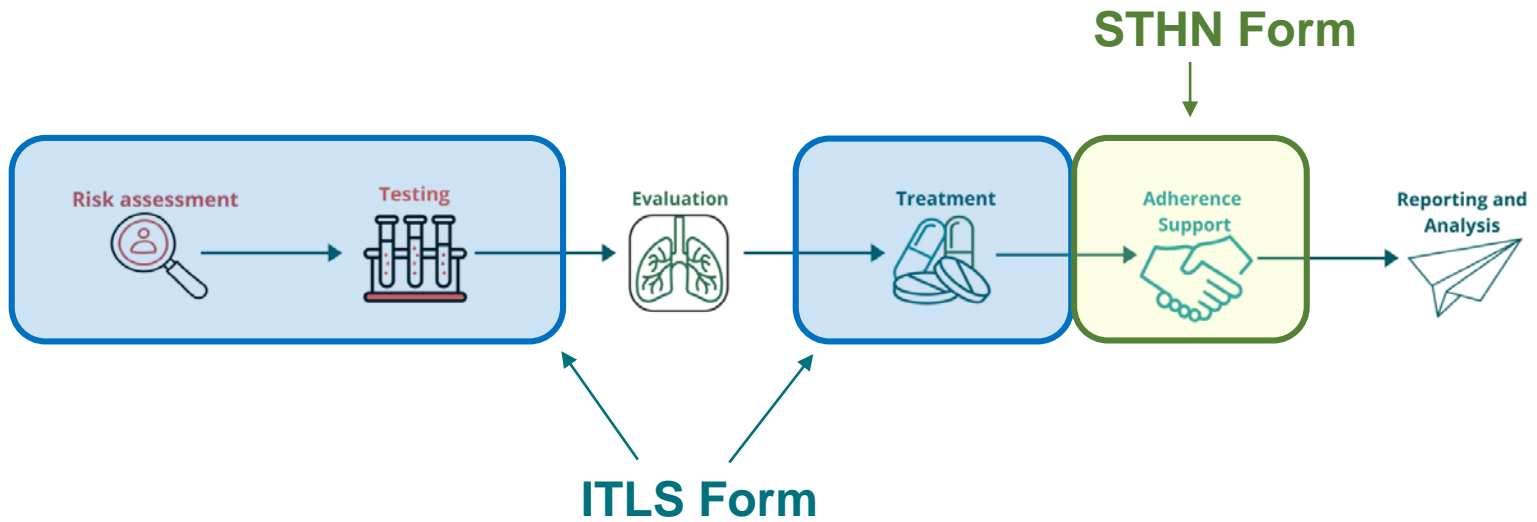 STHN Form
Risk assessment
Testing
Evaluation
Treatment
Adherence
Support
Reporting and
Analysis
ITLS Form